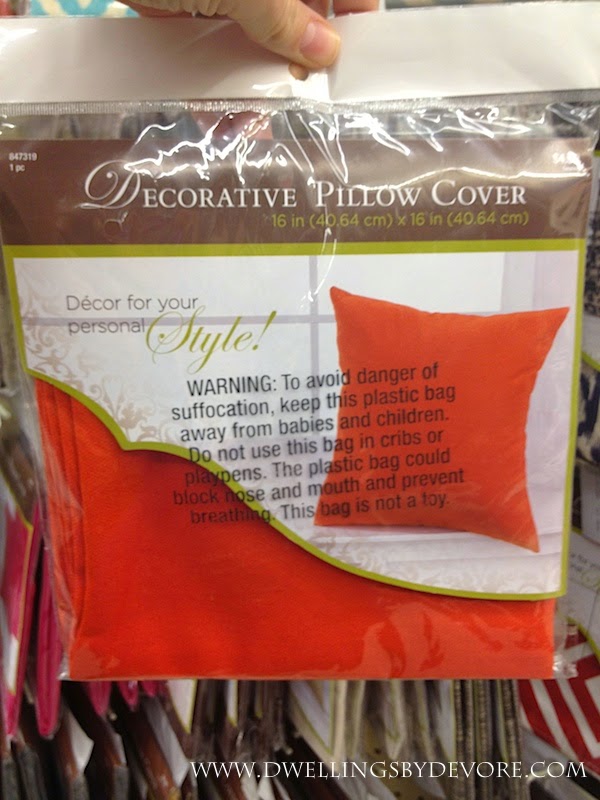 847319
1 pc
DECORATIVE PILLOW COVER
16 in (40.64 cm) x 16 in (40.64 cm)
Décor for your
personal Style!
WARNING: To avoid danger of
suffocation, keep this plastic bag
away from babies and children.
Do not use this bag in cribs or
playpens. The plastic bag could
block nose and mouth and prevent
breathing. This bag is not a toy.
WWW.DWELLINGSBYDEVORE.COM